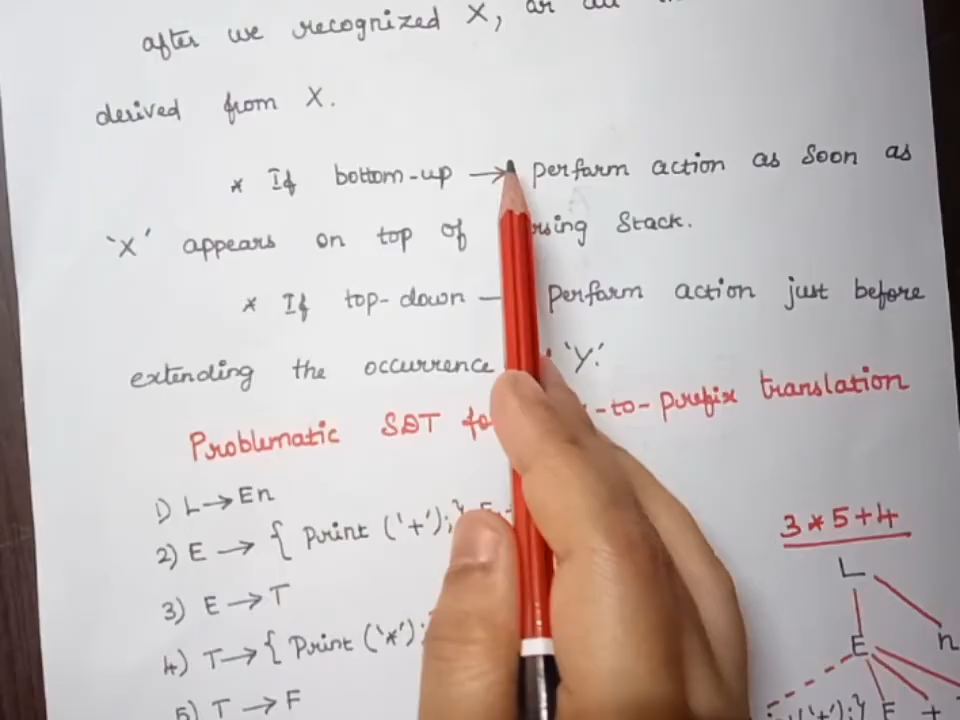 after we recognized X, or all
derived from X.
* If bottom-up → perform action as soon as
'X' appears on top of stack.
* If top-down — perform action just before
extending the occurrence 'Y'.
Problematic SDT -to-prefix translation
1) L → En
2) E → { Print ('+'); }
3) E → T
4) T → { Print ('*');
5) T → F
3*5+4
L
E n
('+'); } E +